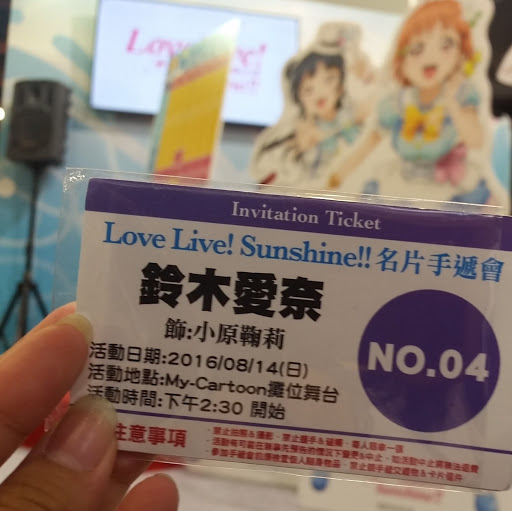 Love Live!
Invitation Ticket
Love Live! Sunshine!! 名片手遞會
鈴木愛奈
飾:小原鞠莉
NO.04
活動日期:2016/08/14(日)
活動地點:My-Cartoon攤位舞台
活動時間:下午2:30 開始
注意事項